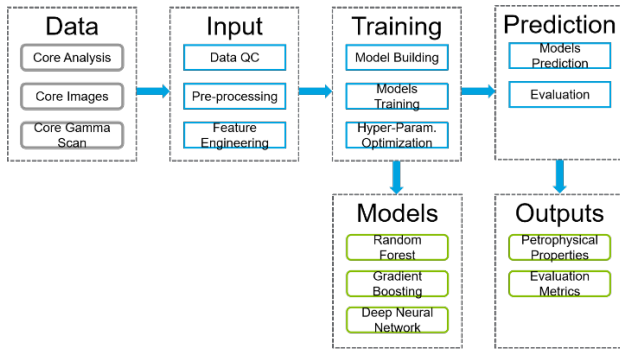 Data
Core Analysis
Core Images
Core Gamma
Scan
Input
Data QC
Pre-processing
Feature
Engineering
Training
Model Building
Models
Training
Hyper-Param.
Optimization
Prediction
Models
Prediction
Evaluation
Models
Random
Forest
Gradient
Boosting
Deep Neural
Network
Outputs
Petrophysical
Properties
Evaluation
Metrics